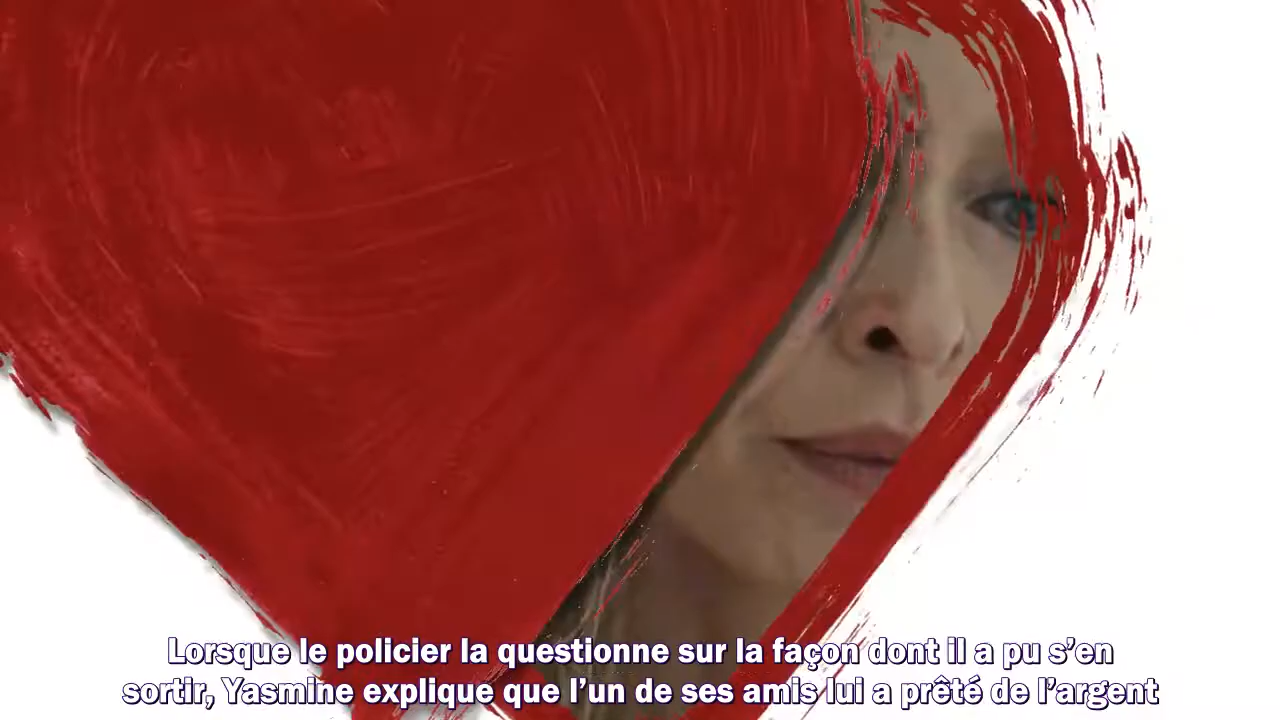 Lorsque le policier la questionne sur la façon dont il a pu s’en
sortir, Yasmine explique que l’un de ses amis lui a prêté de l’argent